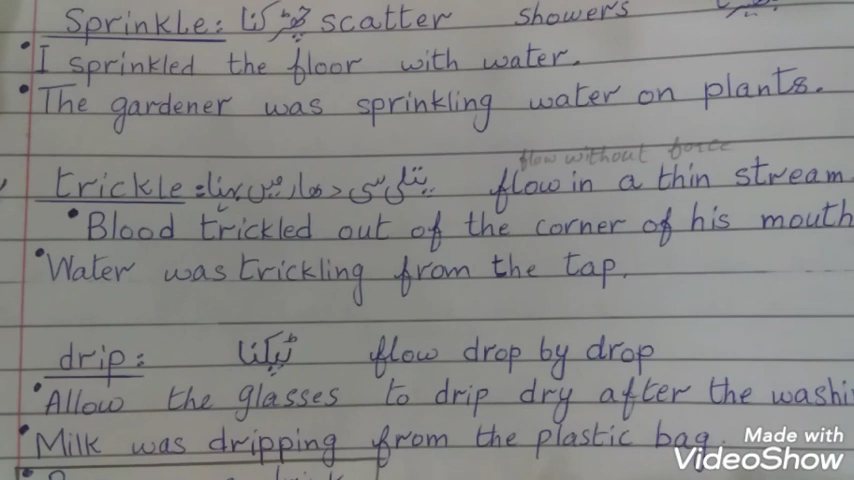 Sprinkle: چھڑکنا scatter showers
• I sprinkled the floor with water.
• The gardener was sprinkling water on plants.
flow without force
trickle = پتلی سی دھار میں بہنا flow in a thin stream
• Blood trickled out of the corner of his mouth
• Water was trickling from the tap.
drip: ٹپکنا flow drop by drop
• Allow the glasses to drip dry after the washi
• Milk was dripping from the plastic bag.
Made with
VideoShow